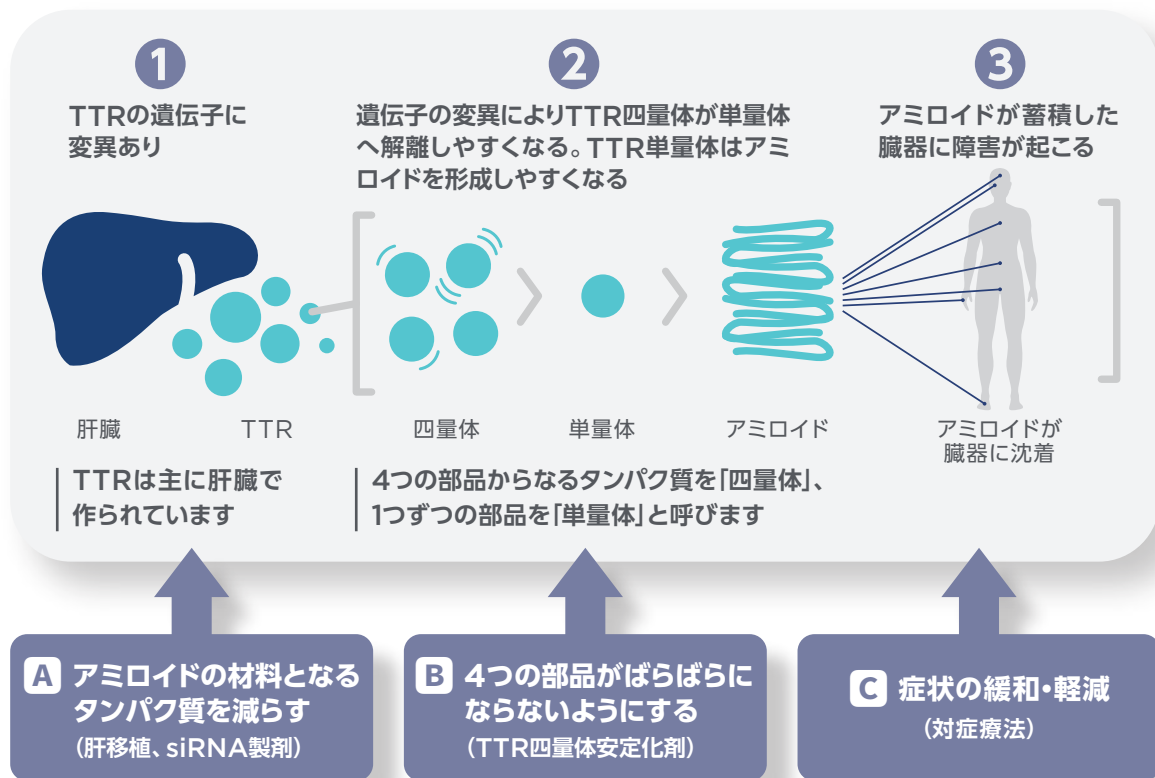 1
TTRの遺伝子に
変異あり
2
遺伝子の変異によりTTR四量体が単量体
へ解離しやすくなる。TTR単量体はアミ
ロイドを形成しやすくなる
3
アミロイドが蓄積した
臓器に障害が起こる
肝臓
TTR
四量体
単量体
アミロイド
アミロイドが
臓器に沈着
TTRは主に肝臓で
作られています
4つの部品からなるタンパク質を「四量体」、
1つずつの部品を「単量体」と呼びます
A アミロイドの材料となる
タンパク質を減らす
(肝移植、siRNA製剤)
B 4つの部品がばらばらに
ならないようにする
(TTR四量体安定化剤)
C 症状の緩和・軽減
(対症療法)